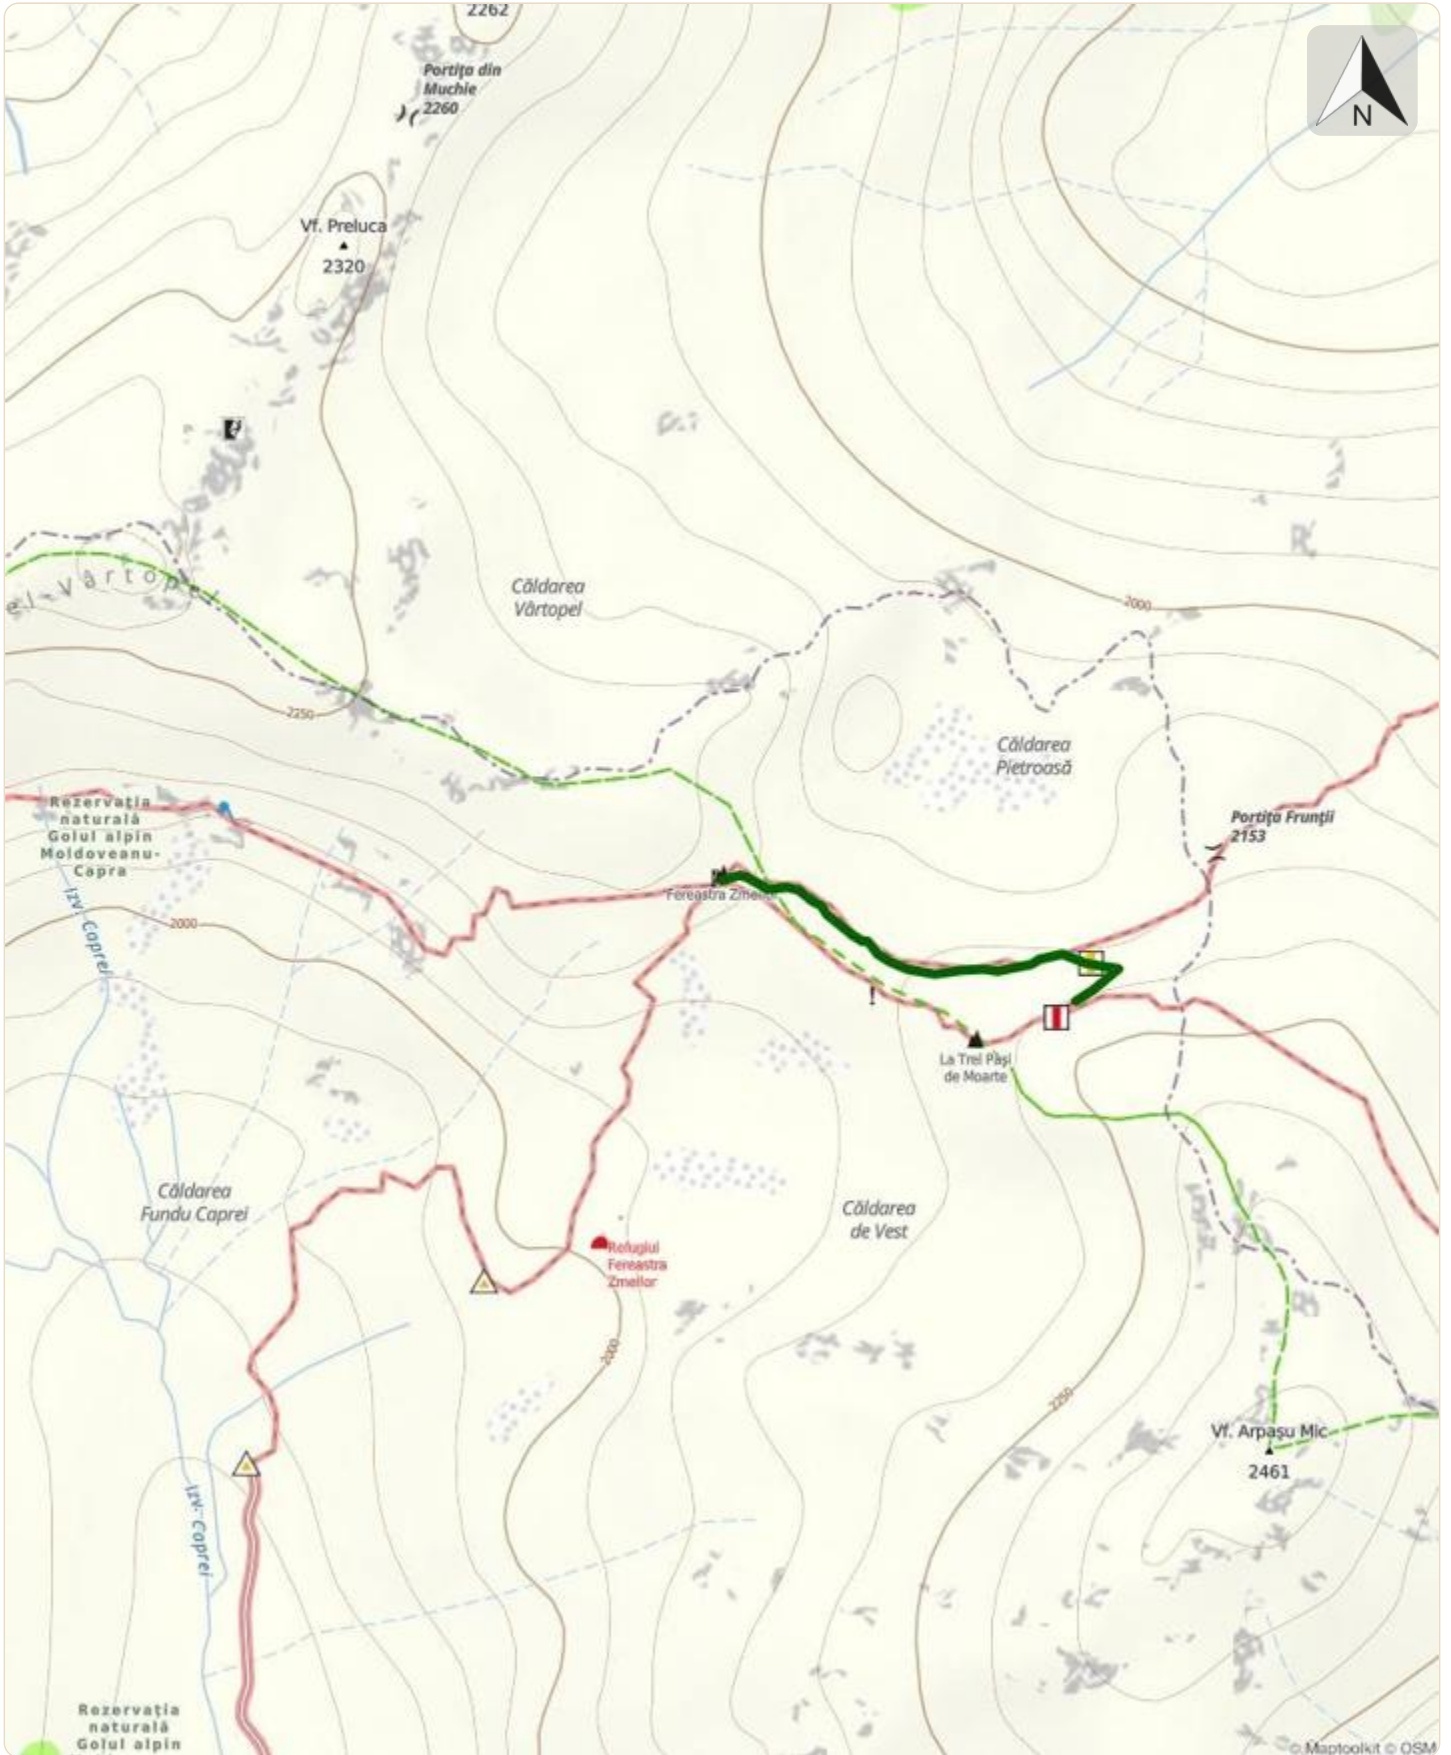 2262
Portița din
Muchie
2260
N
Vf. Preluca
2320
Căldarea
Vârtopel
el-Vârtopel
2000
2250
Căldarea
Pietroasă
Rezervația
naturală
Golul alpin
Moldoveanu-
Capra
Portița Frunții
2153
Izv. Caprei
Fereastra Zmeilor
2000
!
La Trei Pași
de Moarte
Căldarea
Fundu Caprei
Căldarea
de Vest
Refugiul
Fereastra
Zmeilor
2000
2250
Vf. Arpașu Mic
2461
Izv. Caprei
Rezervația
naturală
Golul alpin
© Maptoolkit © OSM